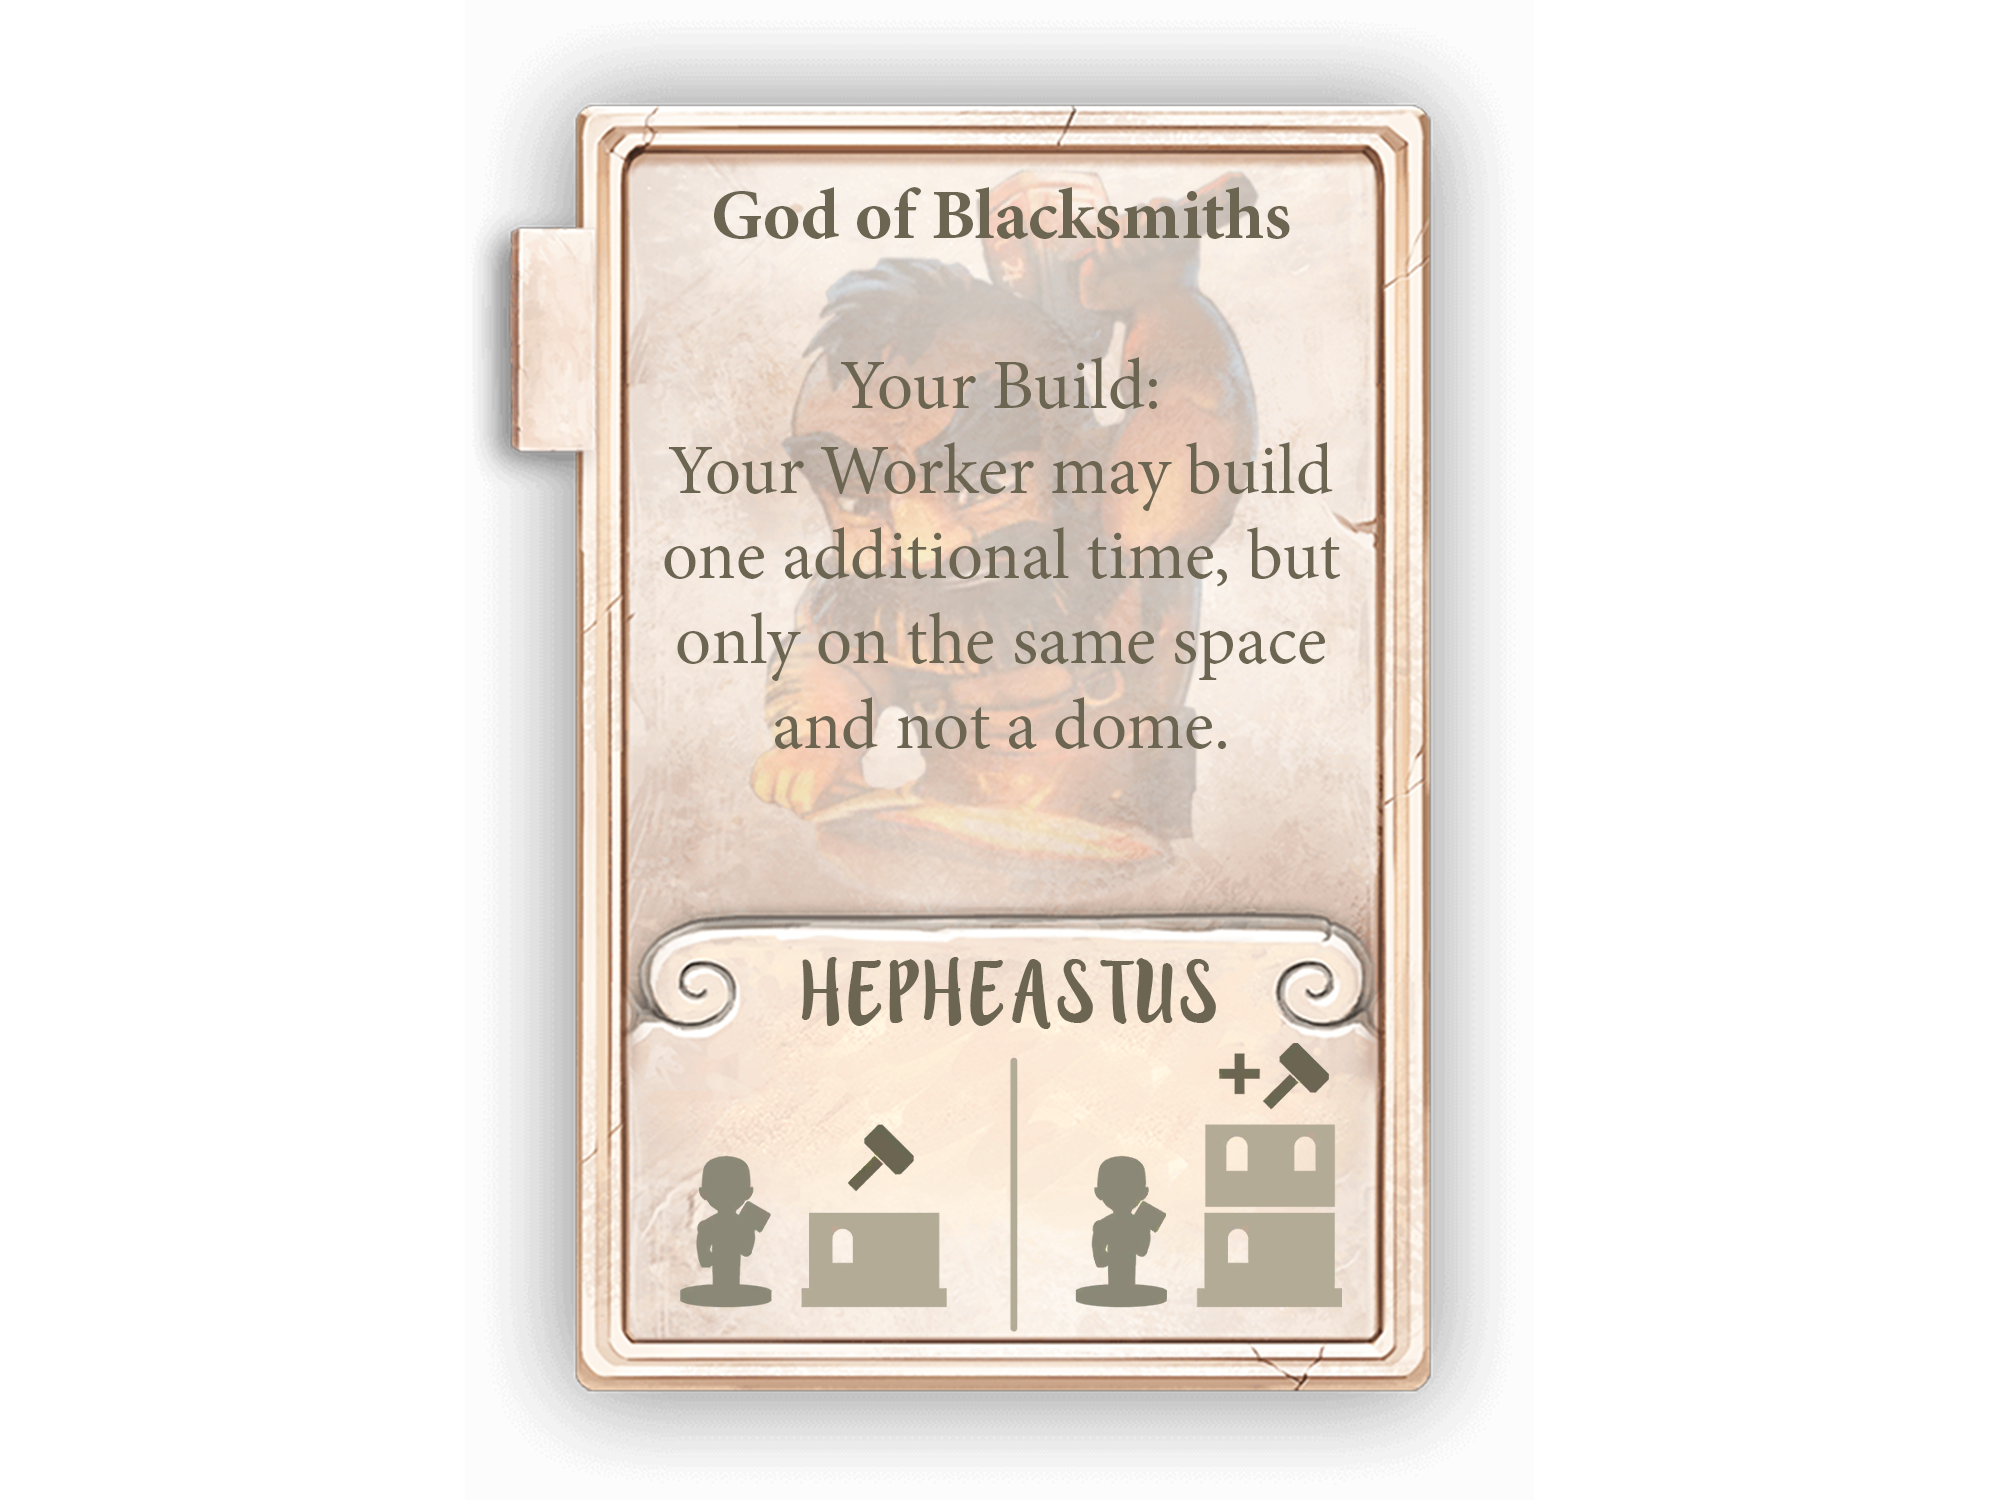 God of Blacksmiths
Your Build:
Your Worker may build
one additional time, but
only on the same space
and not a dome.
HEPHEASTUS
+